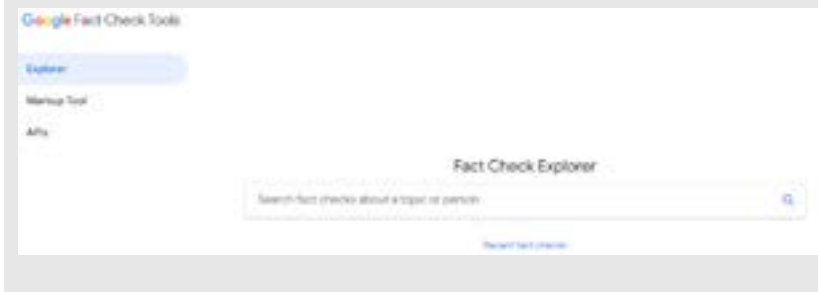 Google Fact Check Tools
Explorer
Markup Tool
APIs
Fact Check Explorer
Search fact checks about a topic or person
Recent fact checks